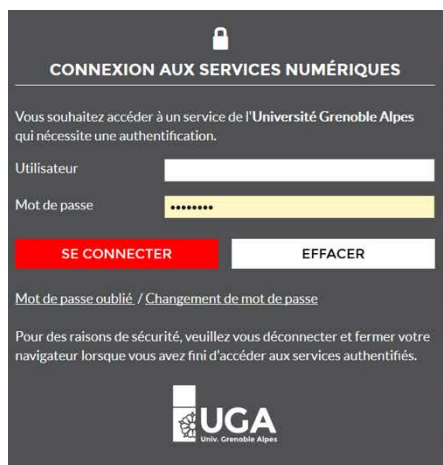 CONNEXION AUX SERVICES NUMÉRIQUES
Vous souhaitez accéder à un service de l'Université Grenoble Alpes
qui nécessite une authentification.
Utilisateur
Mot de passe ••••••••
SE CONNECTER EFFACER
Mot de passe oublié / Changement de mot de passe
Pour des raisons de sécurité, veuillez vous déconnecter et fermer votre
navigateur lorsque vous avez fini d'accéder aux services authentifiés.
UGA
Univ. Grenoble Alpes